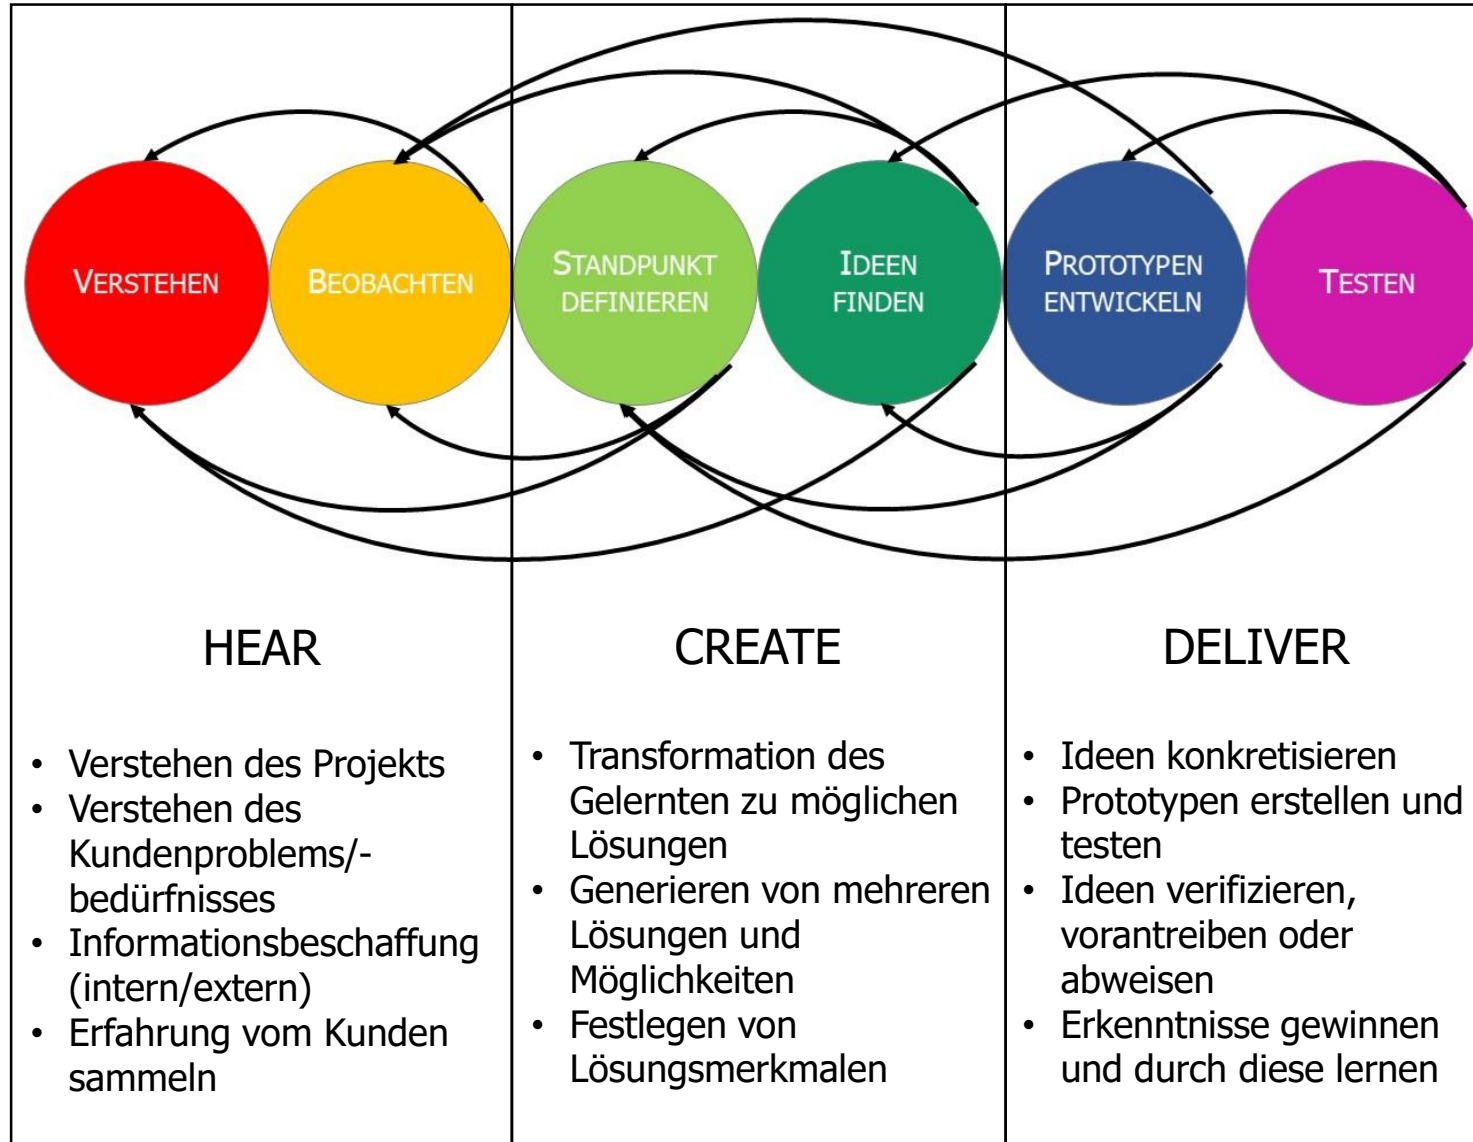 VERSTEHEN
BEOBACHTEN
STANDPUNKT
DEFINIEREN
IDEEN
FINDEN
PROTOTYPEN
ENTWICKELN
TESTEN
HEAR
• Verstehen des Projekts
• Verstehen des
Kundenproblems/-
bedürfnisses
• Informationsbeschaffung
(intern/extern)
• Erfahrung vom Kunden
sammeln
CREATE
• Transformation des
Gelernten zu möglichen
Lösungen
• Generieren von mehreren
Lösungen und
Möglichkeiten
• Festlegen von
Lösungsmerkmalen
DELIVER
• Ideen konkretisieren
• Prototypen erstellen und
testen
• Ideen verifizieren,
vorantreiben oder
abweisen
• Erkenntnisse gewinnen
und durch diese lernen